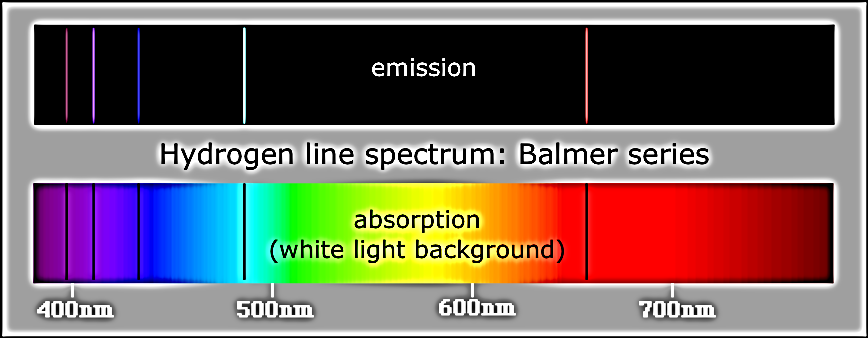 emission
Hydrogen line spectrum: Balmer series
absorption
(white light background)
400nm 500nm 600nm 700nm